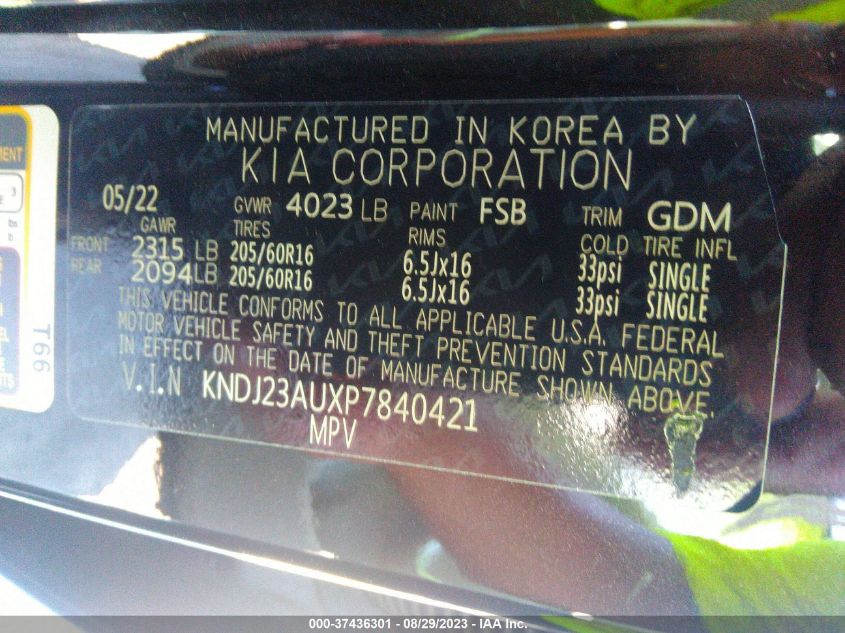 MANUFACTURED IN KOREA BY
KIA CORPORATION
05/22 GVWR 4023 LB PAINT FSB TRIM GDM
GAWR TIRES RIMS COLD TIRE INFL
FRONT 2315 LB 205/60R16 6.5Jx16 33psi SINGLE
REAR 2094LB 205/60R16 6.5Jx16 33psi SINGLE
THIS VEHICLE CONFORMS TO ALL APPLICABLE U.S.A. FEDERAL
MOTOR VEHICLE SAFETY AND THEFT PREVENTION STANDARDS
IN EFFECT ON THE DATE OF MANUFACTURE SHOWN ABOVE.
V.I.N KNDJ23AUXP7840421
MPV
T66
000-37436301 - 08/29/2023 - IAA Inc.